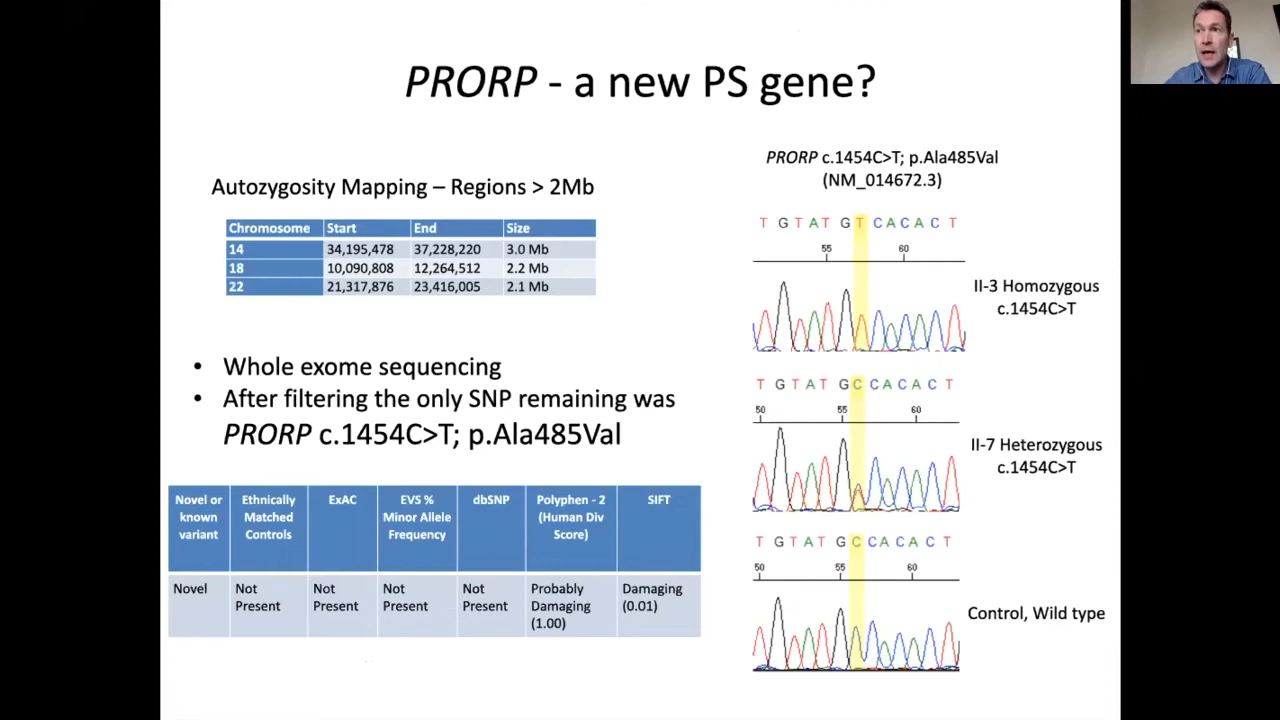 PRORP - a new PS gene?
Autozygosity Mapping – Regions > 2Mb
Chromosome Start End Size
14 34,195,478 37,228,220 3.0 Mb
18 10,090,808 12,264,512 2.2 Mb
22 21,317,876 23,416,005 2.1 Mb
• Whole exome sequencing
• After filtering the only SNP remaining was
PRORP c.1454C>T; p.Ala485Val
Novel or known variant
Ethnically Matched Controls
ExAC
EVS % Minor Allele Frequency
dbSNP
Polyphen - 2 (Human Div Score)
SIFT
Novel
Not Present
Not Present
Not Present
Not Present
Probably Damaging (1.00)
Damaging (0.01)
PRORP c.1454C>T; p.Ala485Val
(NM_014672.3)
T G T A T G T C A C A C T
55 60
II-3 Homozygous
c.1454C>T
T G T A T G C C A C A C T
50 55 60
II-7 Heterozygous
c.1454C>T
T G T A T G C C A C A C T
50 55 60
Control, Wild type